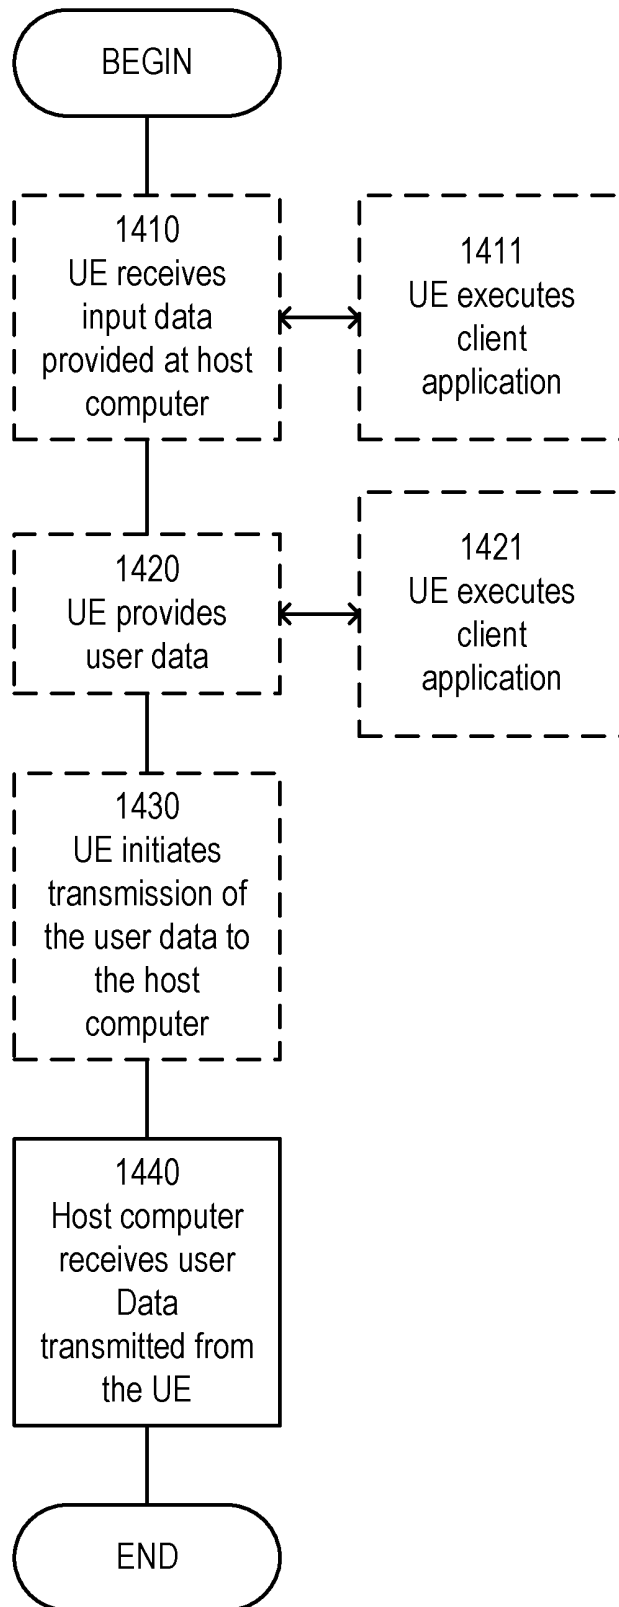 BEGIN
1410
UE receives
input data
provided at host
computer
1411
UE executes
client
application
1420
UE provides
user data
1421
UE executes
client
application
1430
UE initiates
transmission of
the user data to
the host
computer
1440
Host computer
receives user
Data
transmitted from
the UE
END